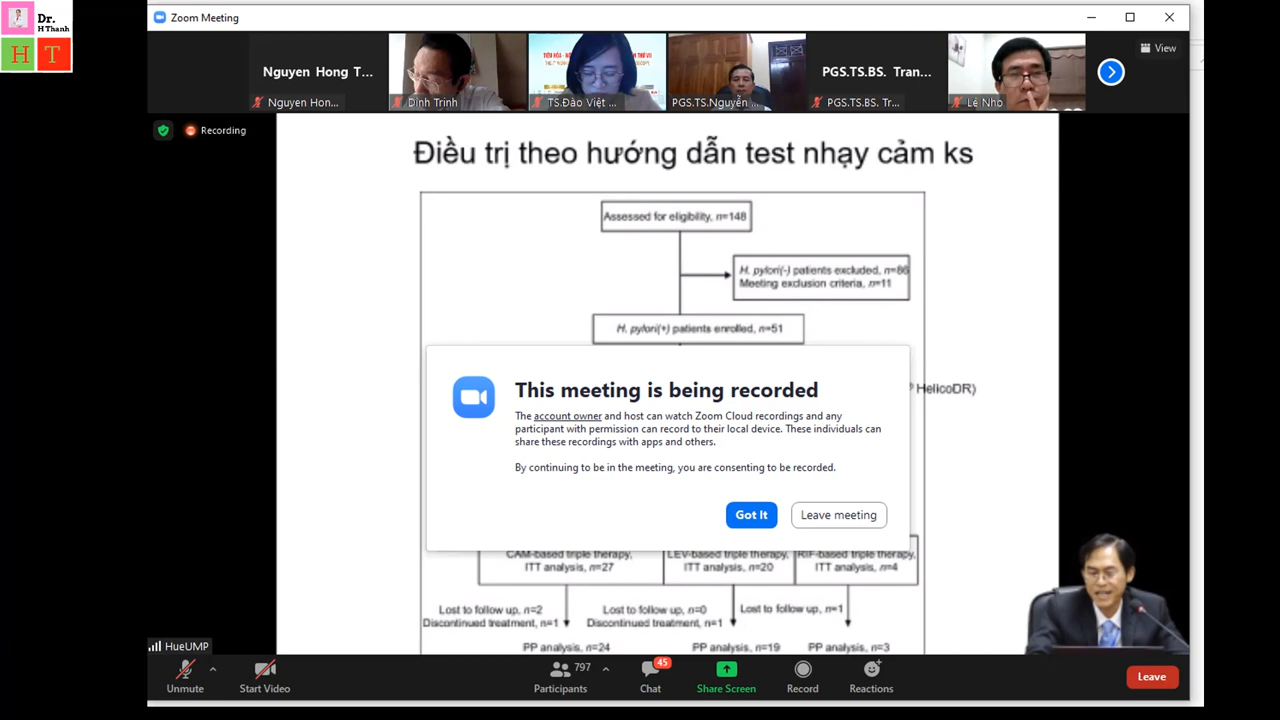 Dr.
H Thanh
H T
Zoom Meeting
View
Nguyen Hong T...
PGS.TS.BS. Tran...
Nguyen Hon...
Dinh Trinh
TS.Đào Việt ...
PGS.TS.Nguyễn ...
PGS.TS.BS. Tr...
Lê Nho
Recording
Điều trị theo hướng dẫn test nhạy cảm ks
Assessed for eligibility, n=148
H. pylori(-) patients excluded, n=86
Meeting exclusion criteria, n=11
H. pylori(+) patients enrolled, n=51
HelicoDR)
This meeting is being recorded
The account owner and host can watch Zoom Cloud recordings and any
participant with permission can record to their local device. These individuals can
share these recordings with apps and others.
By continuing to be in the meeting, you are consenting to be recorded.
Got It
Leave meeting
CAM-based triple therapy,
ITT analysis, n=27
LEV-based triple therapy,
ITT analysis, n=20
RIF-based triple therapy,
ITT analysis, n=4
Lost to follow up, n=2
Discontinued treatment, n=1
Lost to follow up, n=0
Discontinued treatment, n=1
Lost to follow up, n=1
PP analysis, n=24
PP analysis, n=19
PP analysis, n=3
HueUMP
Unmute
Start Video
797
Participants
45
Chat
Share Screen
Record
Reactions
Leave